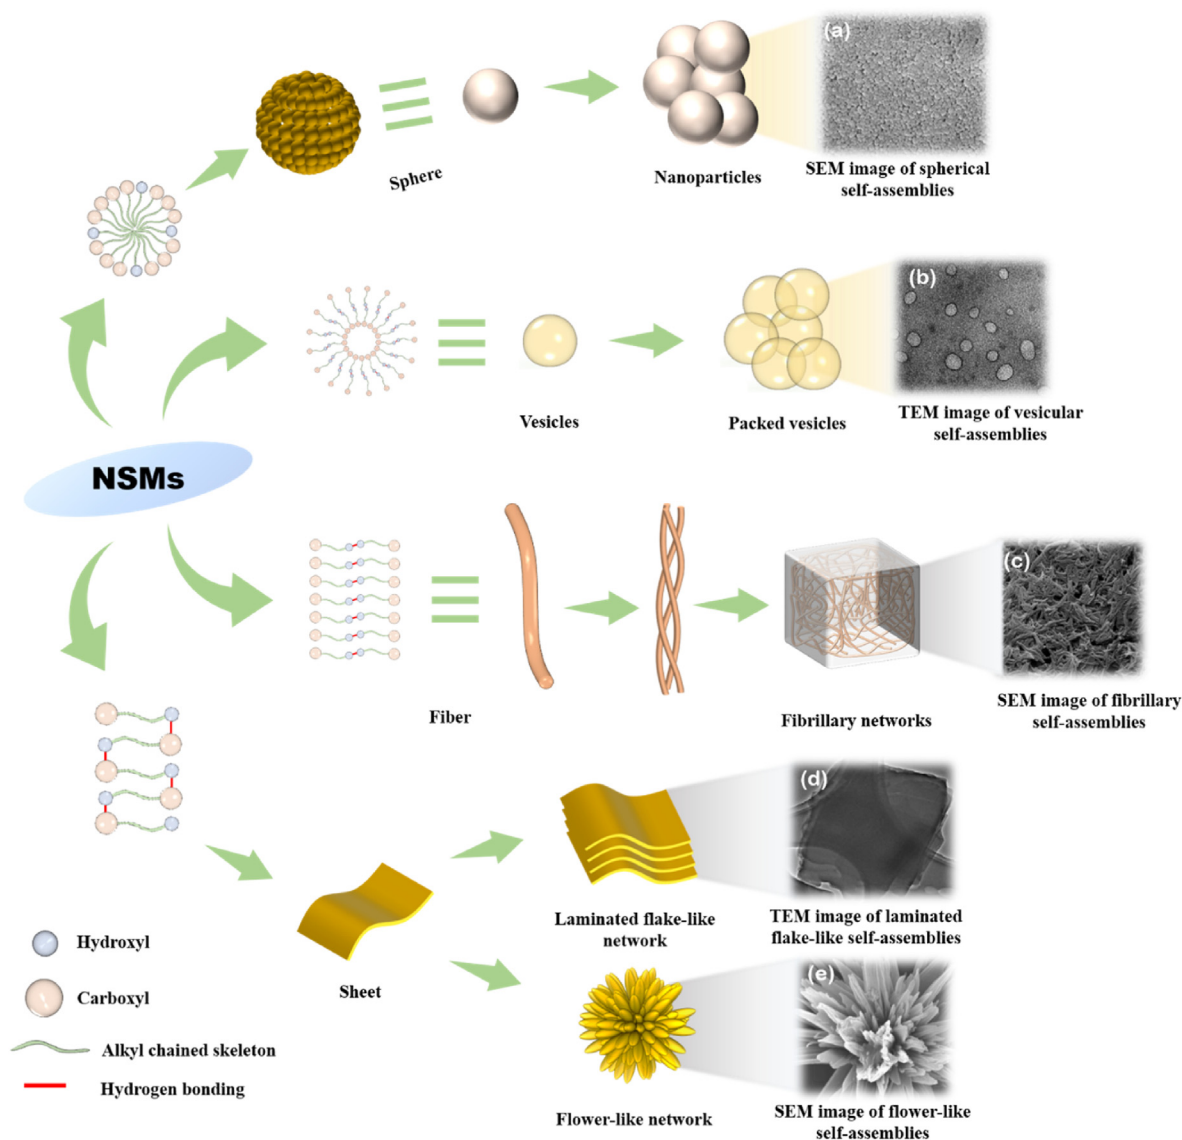 (a)
Sphere
Nanoparticles
SEM image of spherical
self-assemblies
(b)
Vesicles
Packed vesicles
TEM image of vesicular
self-assemblies
NSMs
(c)
Fiber
Fibrillary networks
SEM image of fibrillary
self-assemblies
(d)
Laminated flake-like
network
TEM image of laminated
flake-like self-assemblies
Hydroxyl
Carboxyl
Alkyl chained skeleton
Hydrogen bonding
Sheet
(e)
Flower-like network
SEM image of flower-like
self-assemblies